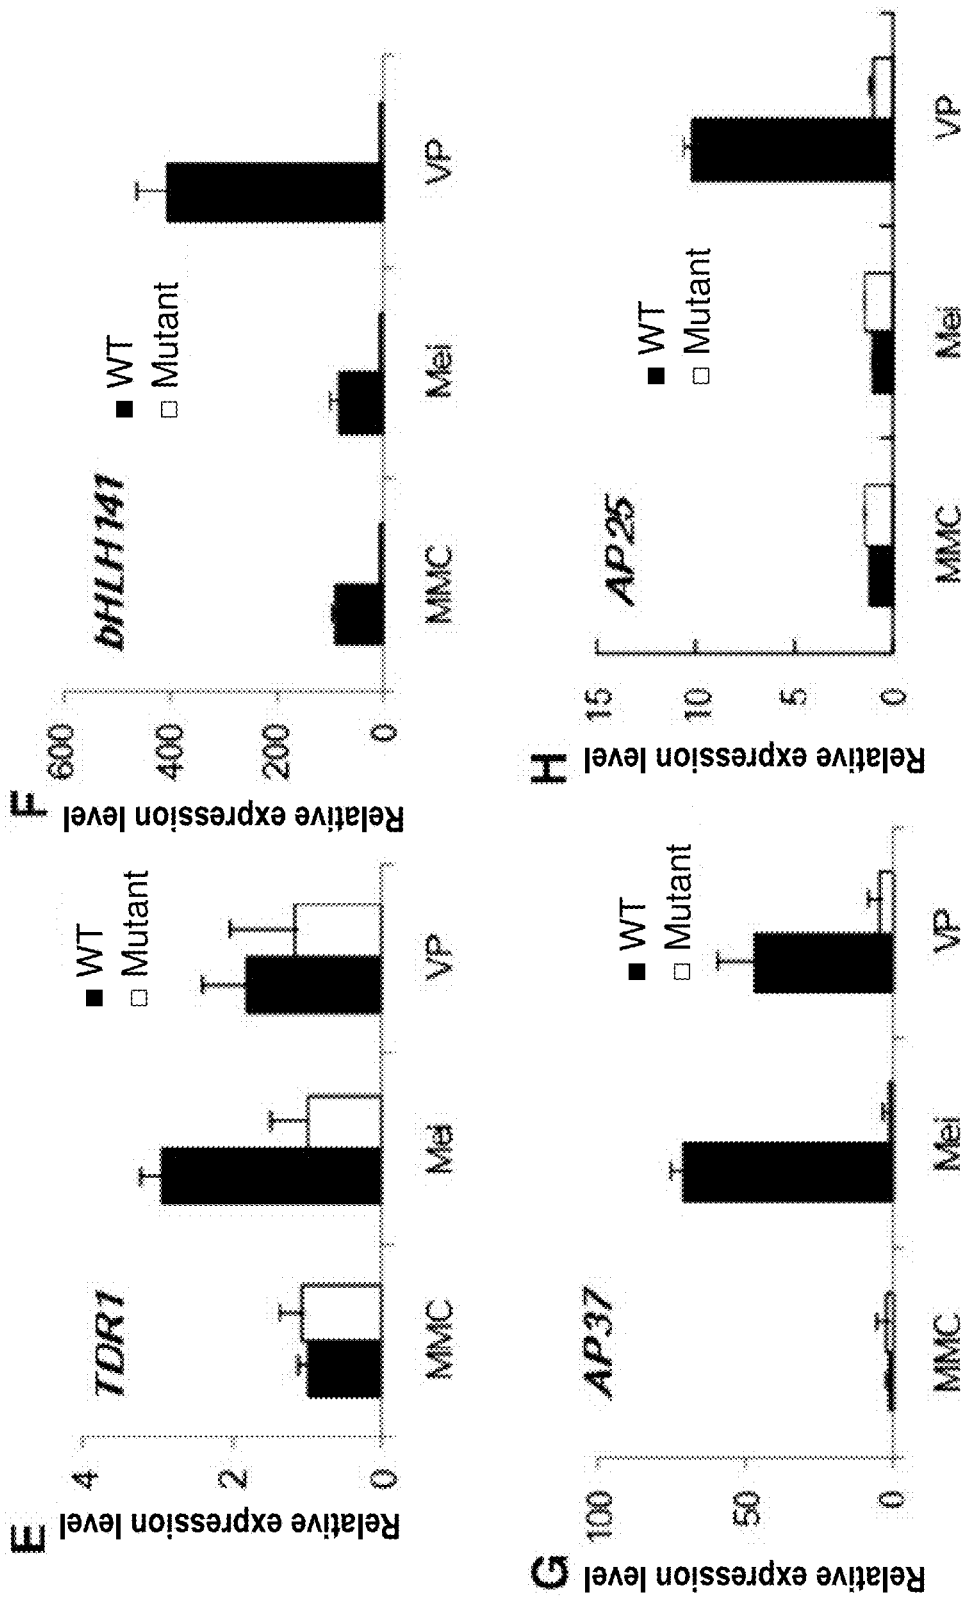 E
TDR1
WT
Mutant
Relative expression level
4
2
0
MMC
Mei
VP
F
bHLH141
WT
Mutant
Relative expression level
600
400
200
0
MMC
Mei
VP
G
AP37
WT
Mutant
Relative expression level
100
50
0
MMC
Mei
VP
H
AP25
WT
Mutant
Relative expression level
15
10
5
0
MMC
Mei
VP